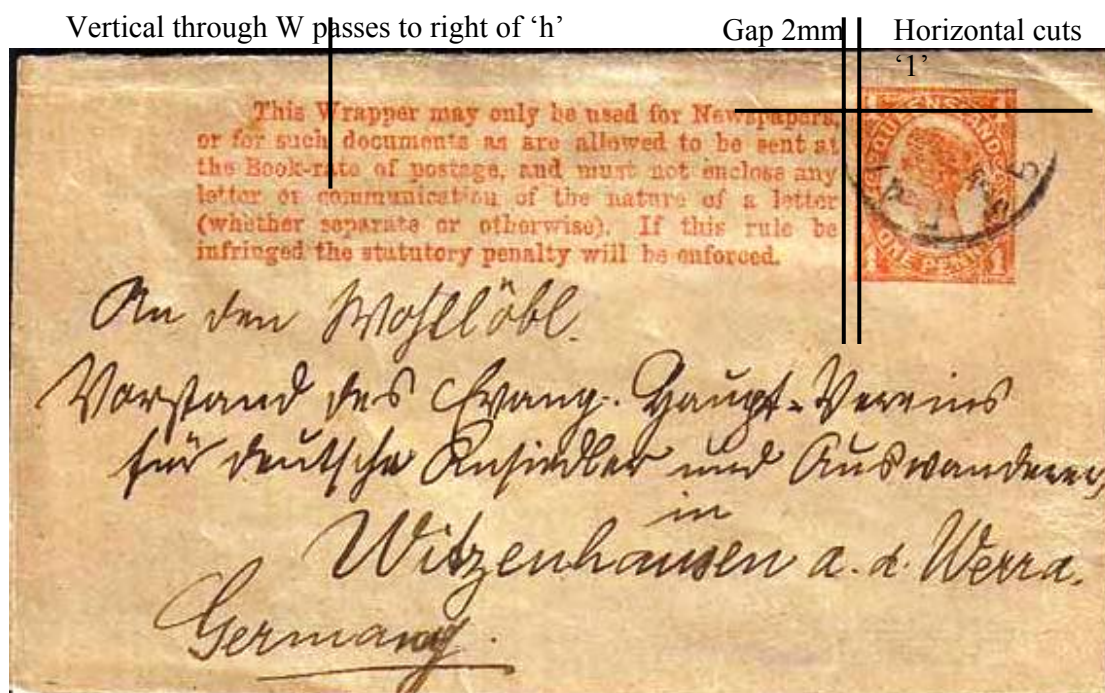 Vertical through W passes to right of ‘h’
Gap 2mm
Horizontal cuts
‘1’
This Wrapper may only be used for Newspapers,
or for such documents as are allowed to be sent at
the Book-rate of postage, and must not enclose any
letter or communication of the nature of a letter
(whether separate or otherwise). If this rule be
infringed the statutory penalty will be enforced.
QUEENSLAND
ONE PENNY
1
An den Wohllöbl.
Vorstand des Evang. Haupt-Vereins
für deutsche Ansiedler und Auswanderer,
in
Witzenhausen a. d. Werra.
Germany.